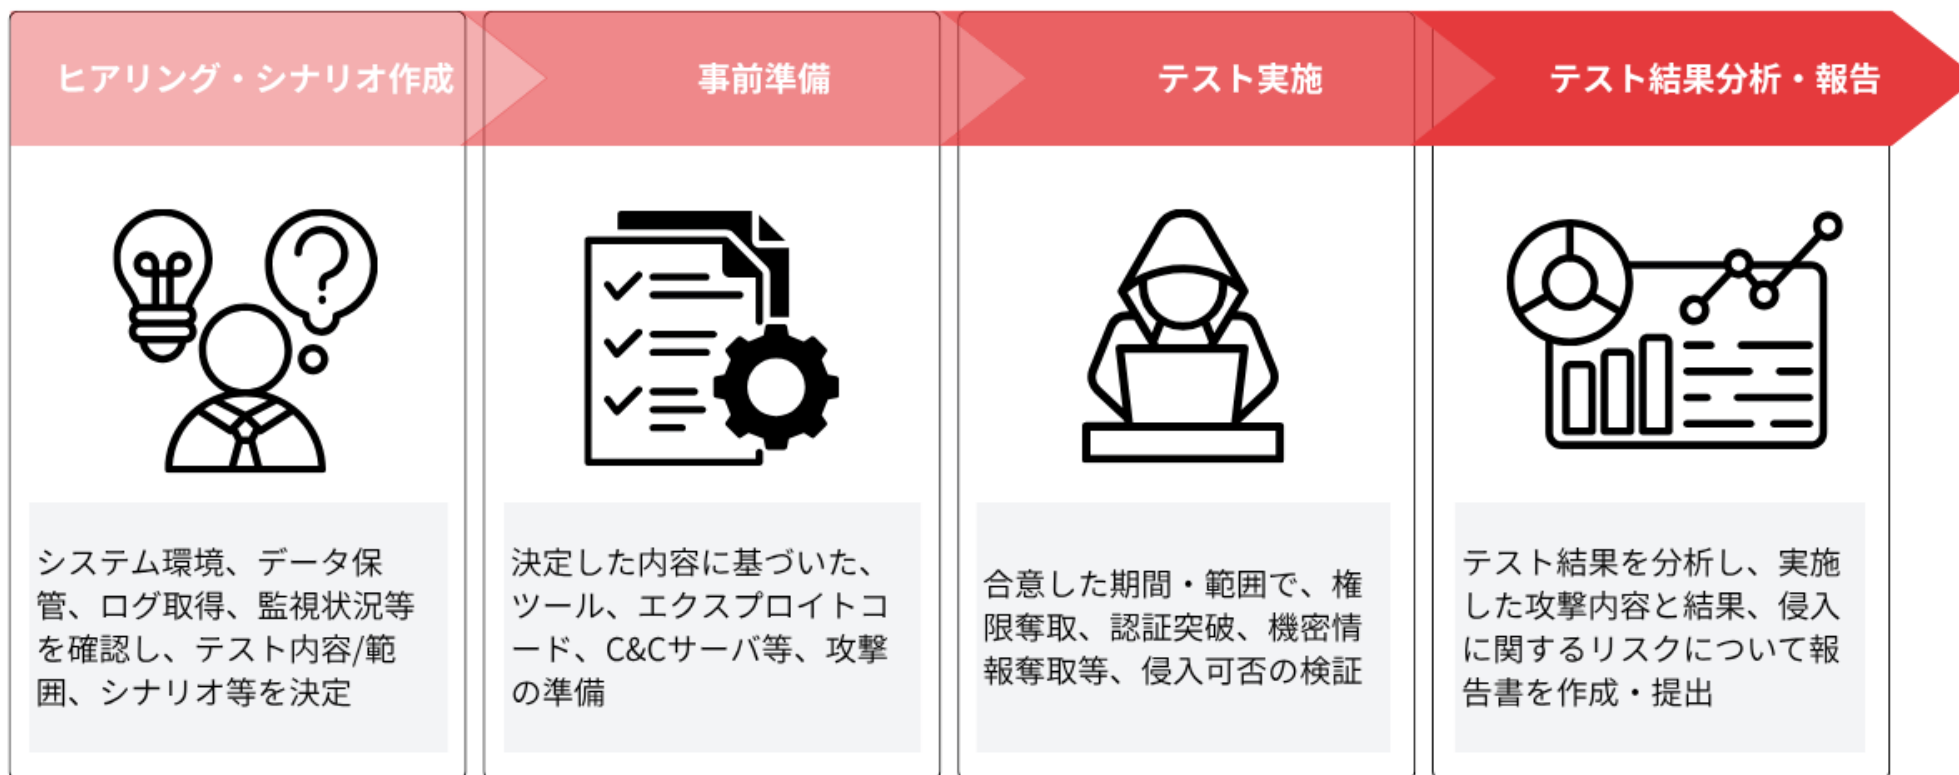 ヒアリング・シナリオ作成
事前準備
テスト実施
テスト結果分析・報告
システム環境、データ保
管、ログ取得、監視状況等
を確認し、テスト内容/範
囲、シナリオ等を決定
決定した内容に基づいた、
ツール、エクスプロイトコ
ード、C&Cサーバ等、攻撃
の準備
合意した期間・範囲で、権
限奪取、認証突破、機密情
報奪取等、侵入可否の検証
テスト結果を分析し、実施
した攻撃内容と結果、侵入
に関するリスクについて報
告書を作成・提出